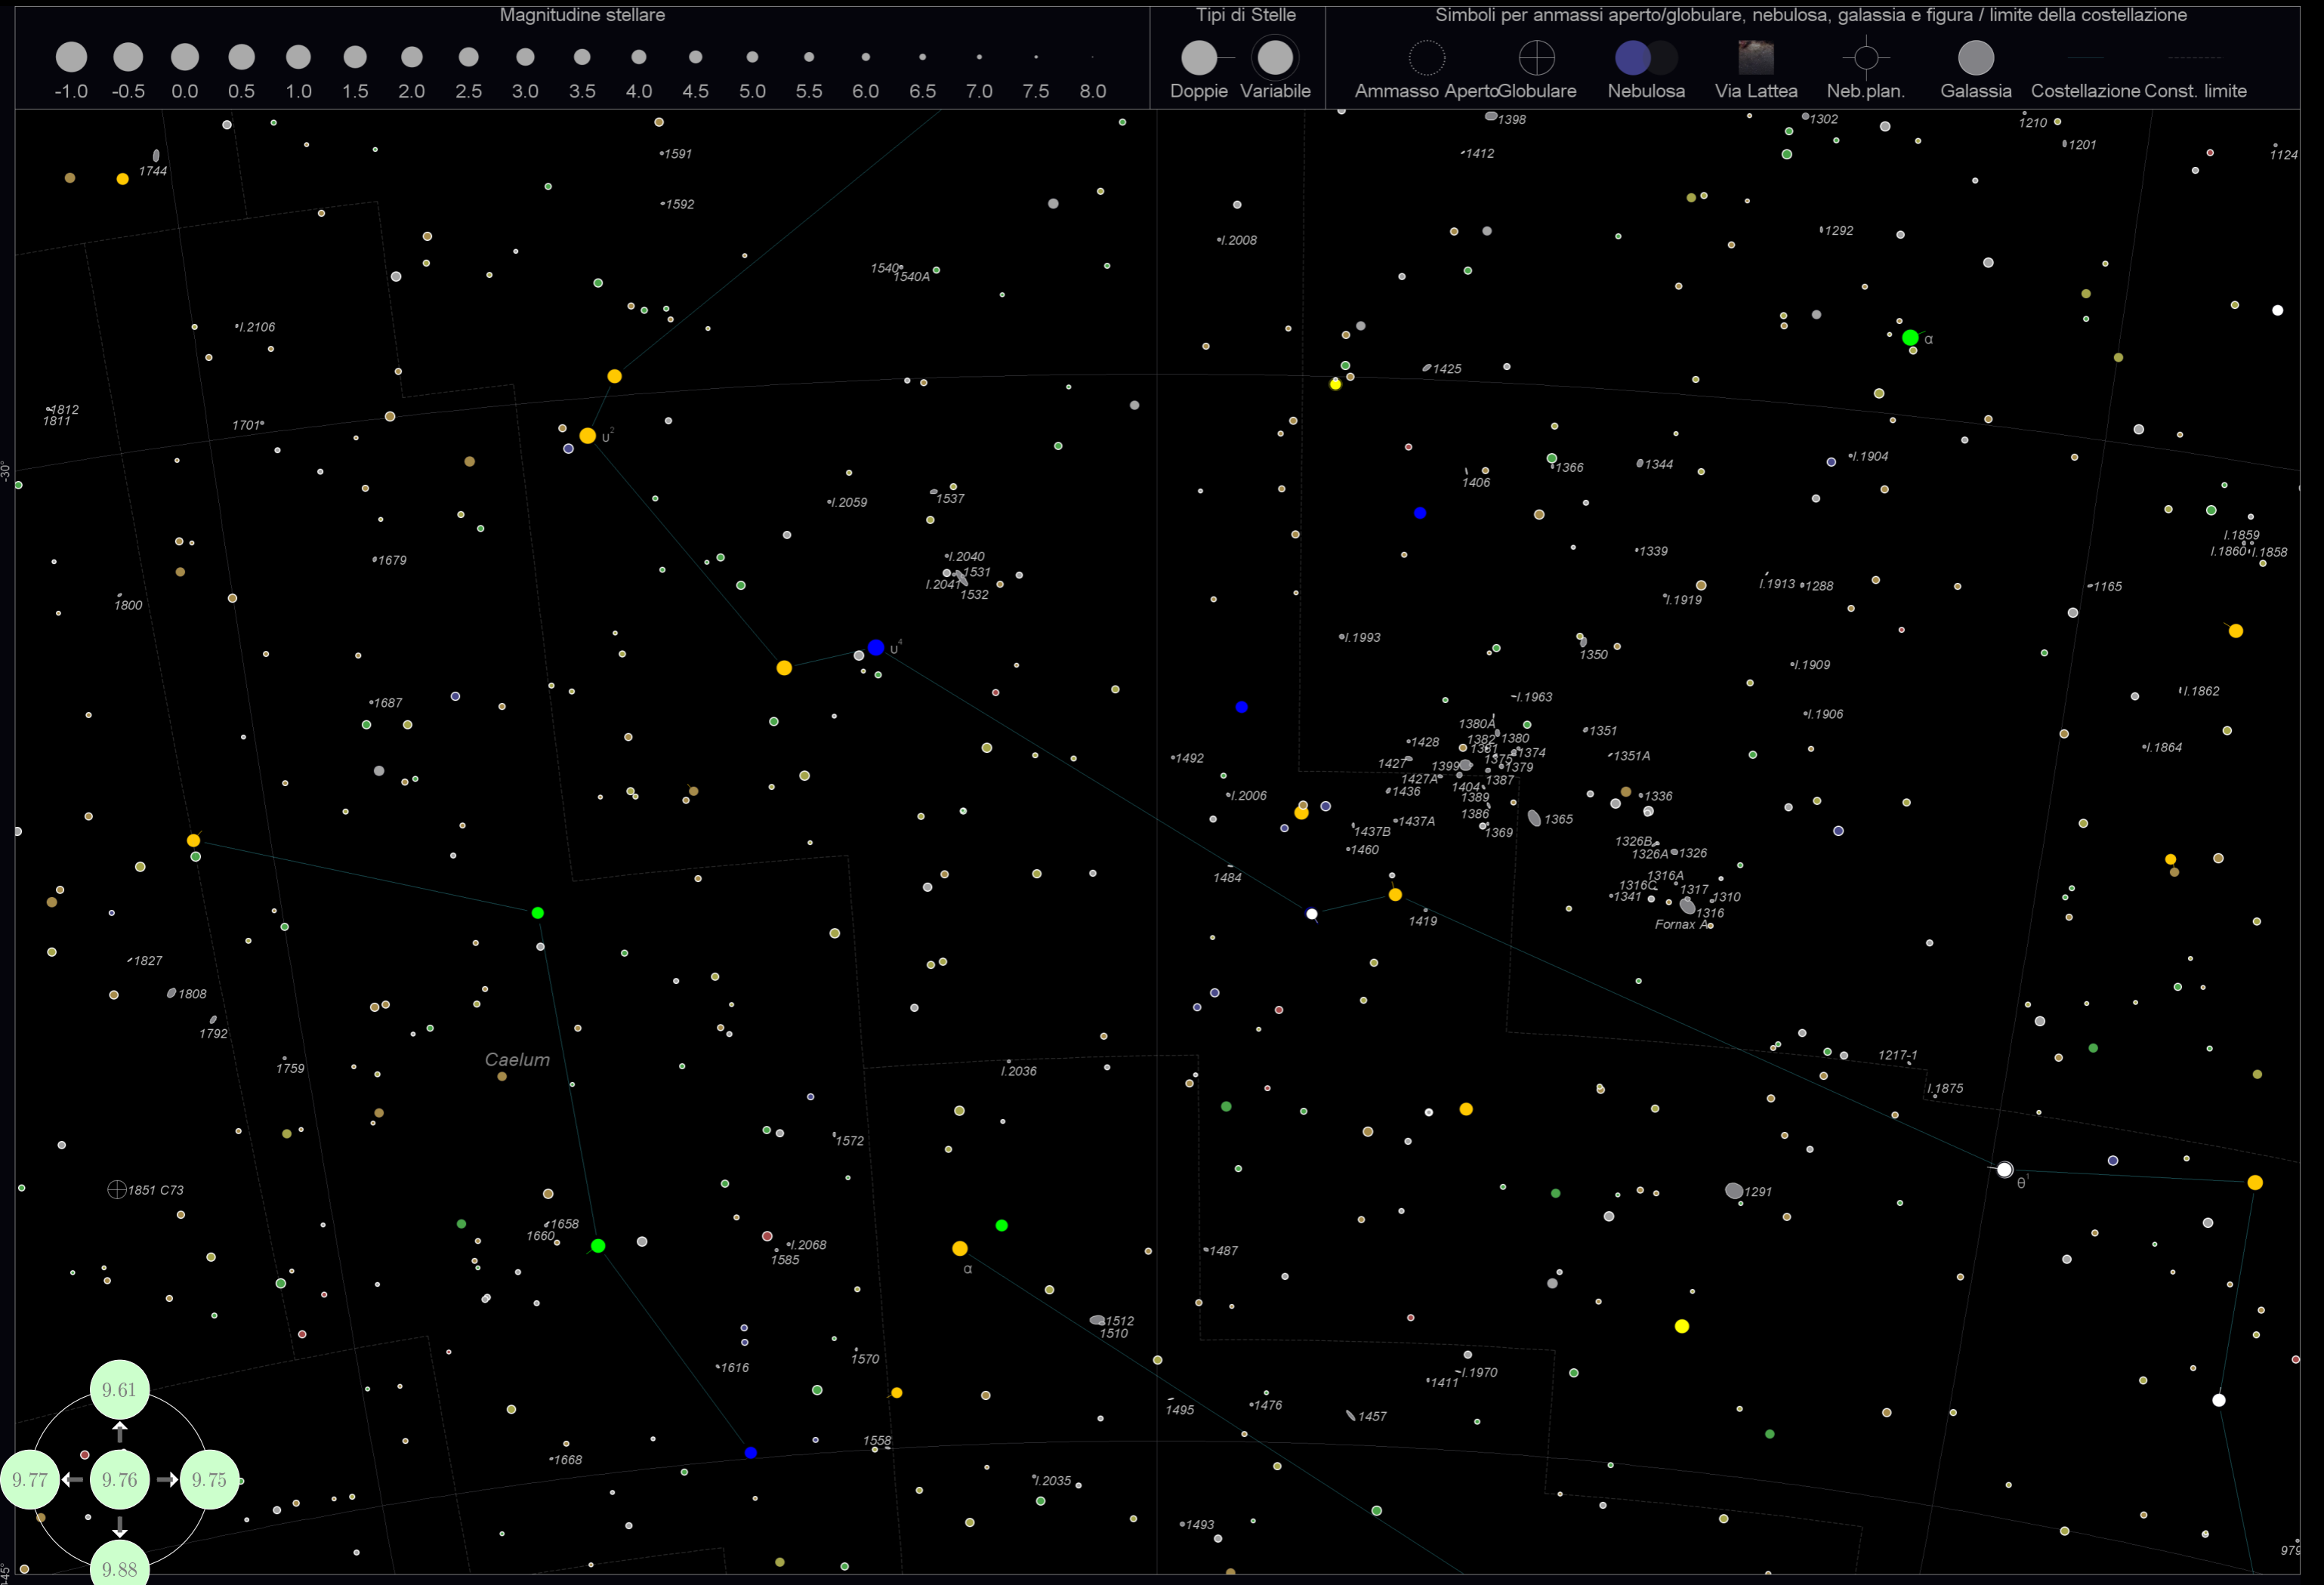 Magnitudine stellare
Tipi di Stelle
Simboli per anmassi aperto/globulare, nebulosa, galassia e figura / limite della costellazione
-1.0 -0.5 0.0 0.5 1.0 1.5 2.0 2.5 3.0 3.5 4.0 4.5 5.0 5.5 6.0 6.5 7.0 7.5 8.0
Doppie Variabile
Ammasso Aperto Globulare Nebulosa Via Lattea Neb.pian. Galassia Costellazione Const. limite
1398 1302 1210
1591 1412 1201 1124
1744
1592
I.2008 1292
1540
1540A
I.2106
α
1425
1812
1811 1701
υ2
-30°
1366 1344 I.1904
1406
I.2059 1537
I.1859
I.1860 I.1858
1679 I.2040 1339
1531
I.2041 I.1913 1288 1165
1532
1800 I.1919
I.1993
υ4 1350
I.1909
I.1862
1687 I.1963
I.1906
1380A
1351
1428 1382 1380
I.1864
1381 1374
1492 1427 1399 1375 1351A
1379
1427A 1387
1404
I.2006 1436 1389 1336
1386 1365
1437A
1437B 1369
1326B
1460 1326A 1326
1484 1316A
1316C 1317
1341 1310
1419 1316
Fornax A
1827
1808
1792
Caelum 1217-1
1759 I.2036
I.1875
1572
1851 C73 1291
θ1
1658
1660 I.2068 1487
1585
α
1512
1510
1570
1616 I.1970
1411
9.61
1495 1476 1457
1558
1668
9.77 9.76 9.75
I.2035
1493
979
9.88
-45°